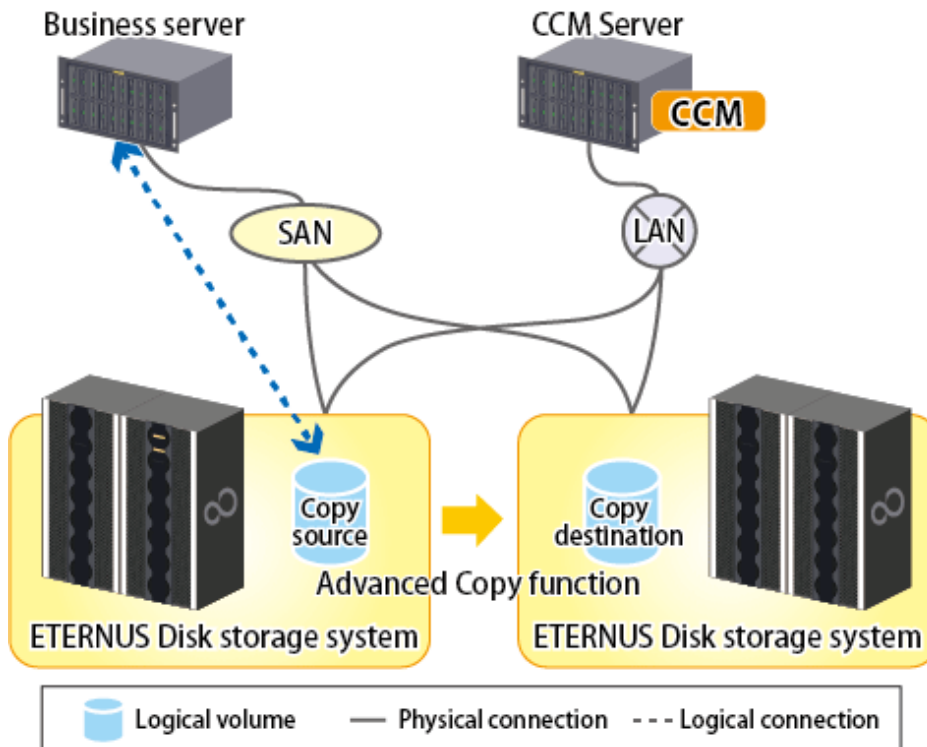 Business server
CCM Server
CCM
SAN
LAN
Copy
source
Copy
destination
Advanced Copy function
ETERNUS Disk storage system
ETERNUS Disk storage system
Logical volume
Physical connection
Logical connection